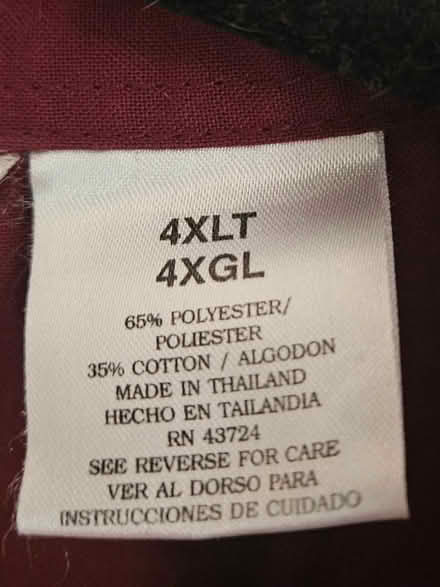 4XLT
4XGL
65% POLYESTER/
POLIESTER
35% COTTON / ALGODON
MADE IN THAILAND
HECHO EN TAILANDIA
RN 43724
SEE REVERSE FOR CARE
VER AL DORSO PARA
INSTRUCCIONES DE CUIDADO